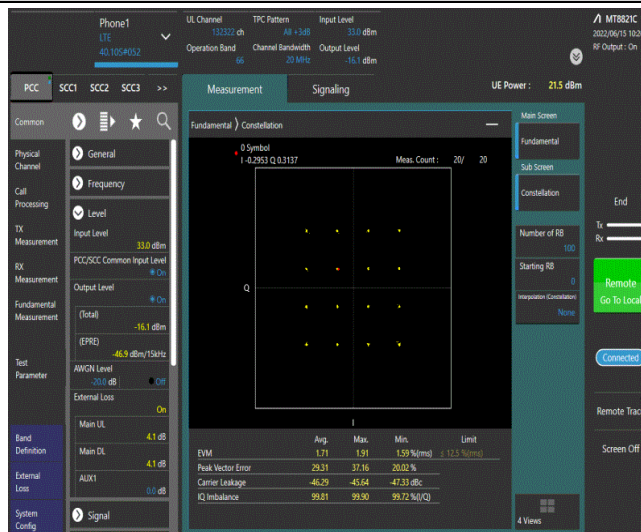 Phone1
LTE
40.10S#052
UL Channel TPC Pattern Input Level
132322 ch All +3dB 33.0 dBm
Operation Band Channel Bandwidth Output Level
66 20 MHz -16.1 dBm
MT8821C
2022/06/15 10:20
RF Output : On
PCC SCC1 SCC2 SCC3 >>
Measurement Signaling UE Power : 21.5 dBm
Common
Physical
Channel
Call
Processing
TX
Measurement
RX
Measurement
Fundamental
Measurement
Test
Parameter
Band
Definition
External
Loss
System
Config
General
Frequency
Level
Input Level
33.0 dBm
PCC/SCC Common Input Level
On
Output Level
On
(Total)
-16.1 dBm
(EPRE)
-46.9 dBm/15kHz
AWGN Level
-20.0 dB Off
External Loss
On
Main UL
4.1 dB
Main DL
4.1 dB
AUX1
0.0 dB
Signal
Fundamental Constellation
0 Symbol
I -0.2953 Q 0.3137 Meas. Count : 20/ 20
Q
I
Avg. Max. Min. Limit
EVM 1.71 1.91 1.59 %(rms) ≤ 12.5 %(rms)
Peak Vector Error 29.31 37.16 20.02 %
Carrier Leakage -46.29 -45.64 -47.33 dBc
IQ Imbalance 99.81 99.90 99.72 %(I/Q)
Main Screen
Fundamental
Sub Screen
Constellation
Number of RB
100
Starting RB
0
Interpolation (Constellation)
None
4 Views
End
Tx
Rx
Remote
Go To Local
Connected
Remote Trac
Screen Off